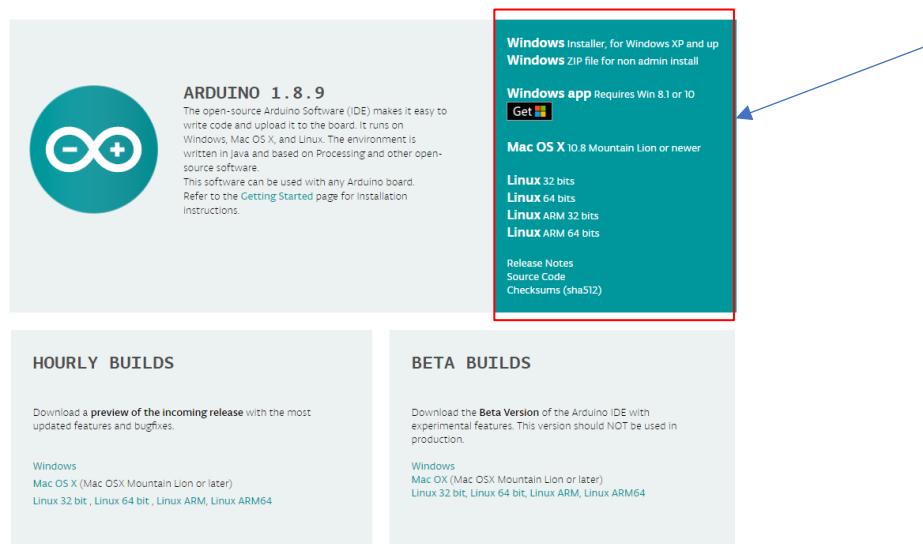 ARDUINO 1.8.9
The open-source Arduino Software (IDE) makes it easy to
write code and upload it to the board. It runs on
Windows, Mac OS X, and Linux. The environment is
written in Java and based on Processing and other open-
source software.
This software can be used with any Arduino board.
Refer to the Getting Started page for Installation
instructions.
Windows Installer, for Windows XP and up
Windows ZIP file for non admin install
Windows app Requires Win 8.1 or 10
Get
Mac OS X 10.8 Mountain Lion or newer
Linux 32 bits
Linux 64 bits
Linux ARM 32 bits
Linux ARM 64 bits
Release Notes
Source Code
Checksums (sha512)
HOURLY BUILDS
Download a preview of the incoming release with the most
updated features and bugfixes.
Windows
Mac OS X (Mac OSX Mountain Lion or later)
Linux 32 bit , Linux 64 bit , Linux ARM, Linux ARM64
BETA BUILDS
Download the Beta Version of the Arduino IDE with
experimental features. This version should NOT be used in
production.
Windows
Mac OX (Mac OSX Mountain Lion or later)
Linux 32 bit, Linux 64 bit, Linux ARM, Linux ARM64